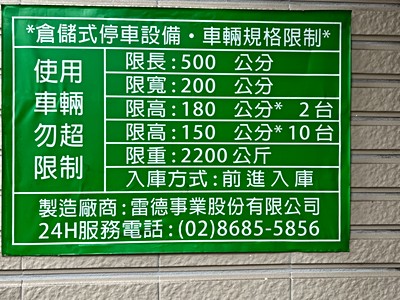 *倉儲式停車設備・車輛規格限制*
使用
車輛
勿超
限制
限長:500 公分
限寬:200 公分
限高:180 公分* 2台
限高:150 公分*10台
限重:2200公斤
入庫方式:前進入庫
製造廠商:雷德事業股份有限公司
24H服務電話:(02)8685-5856